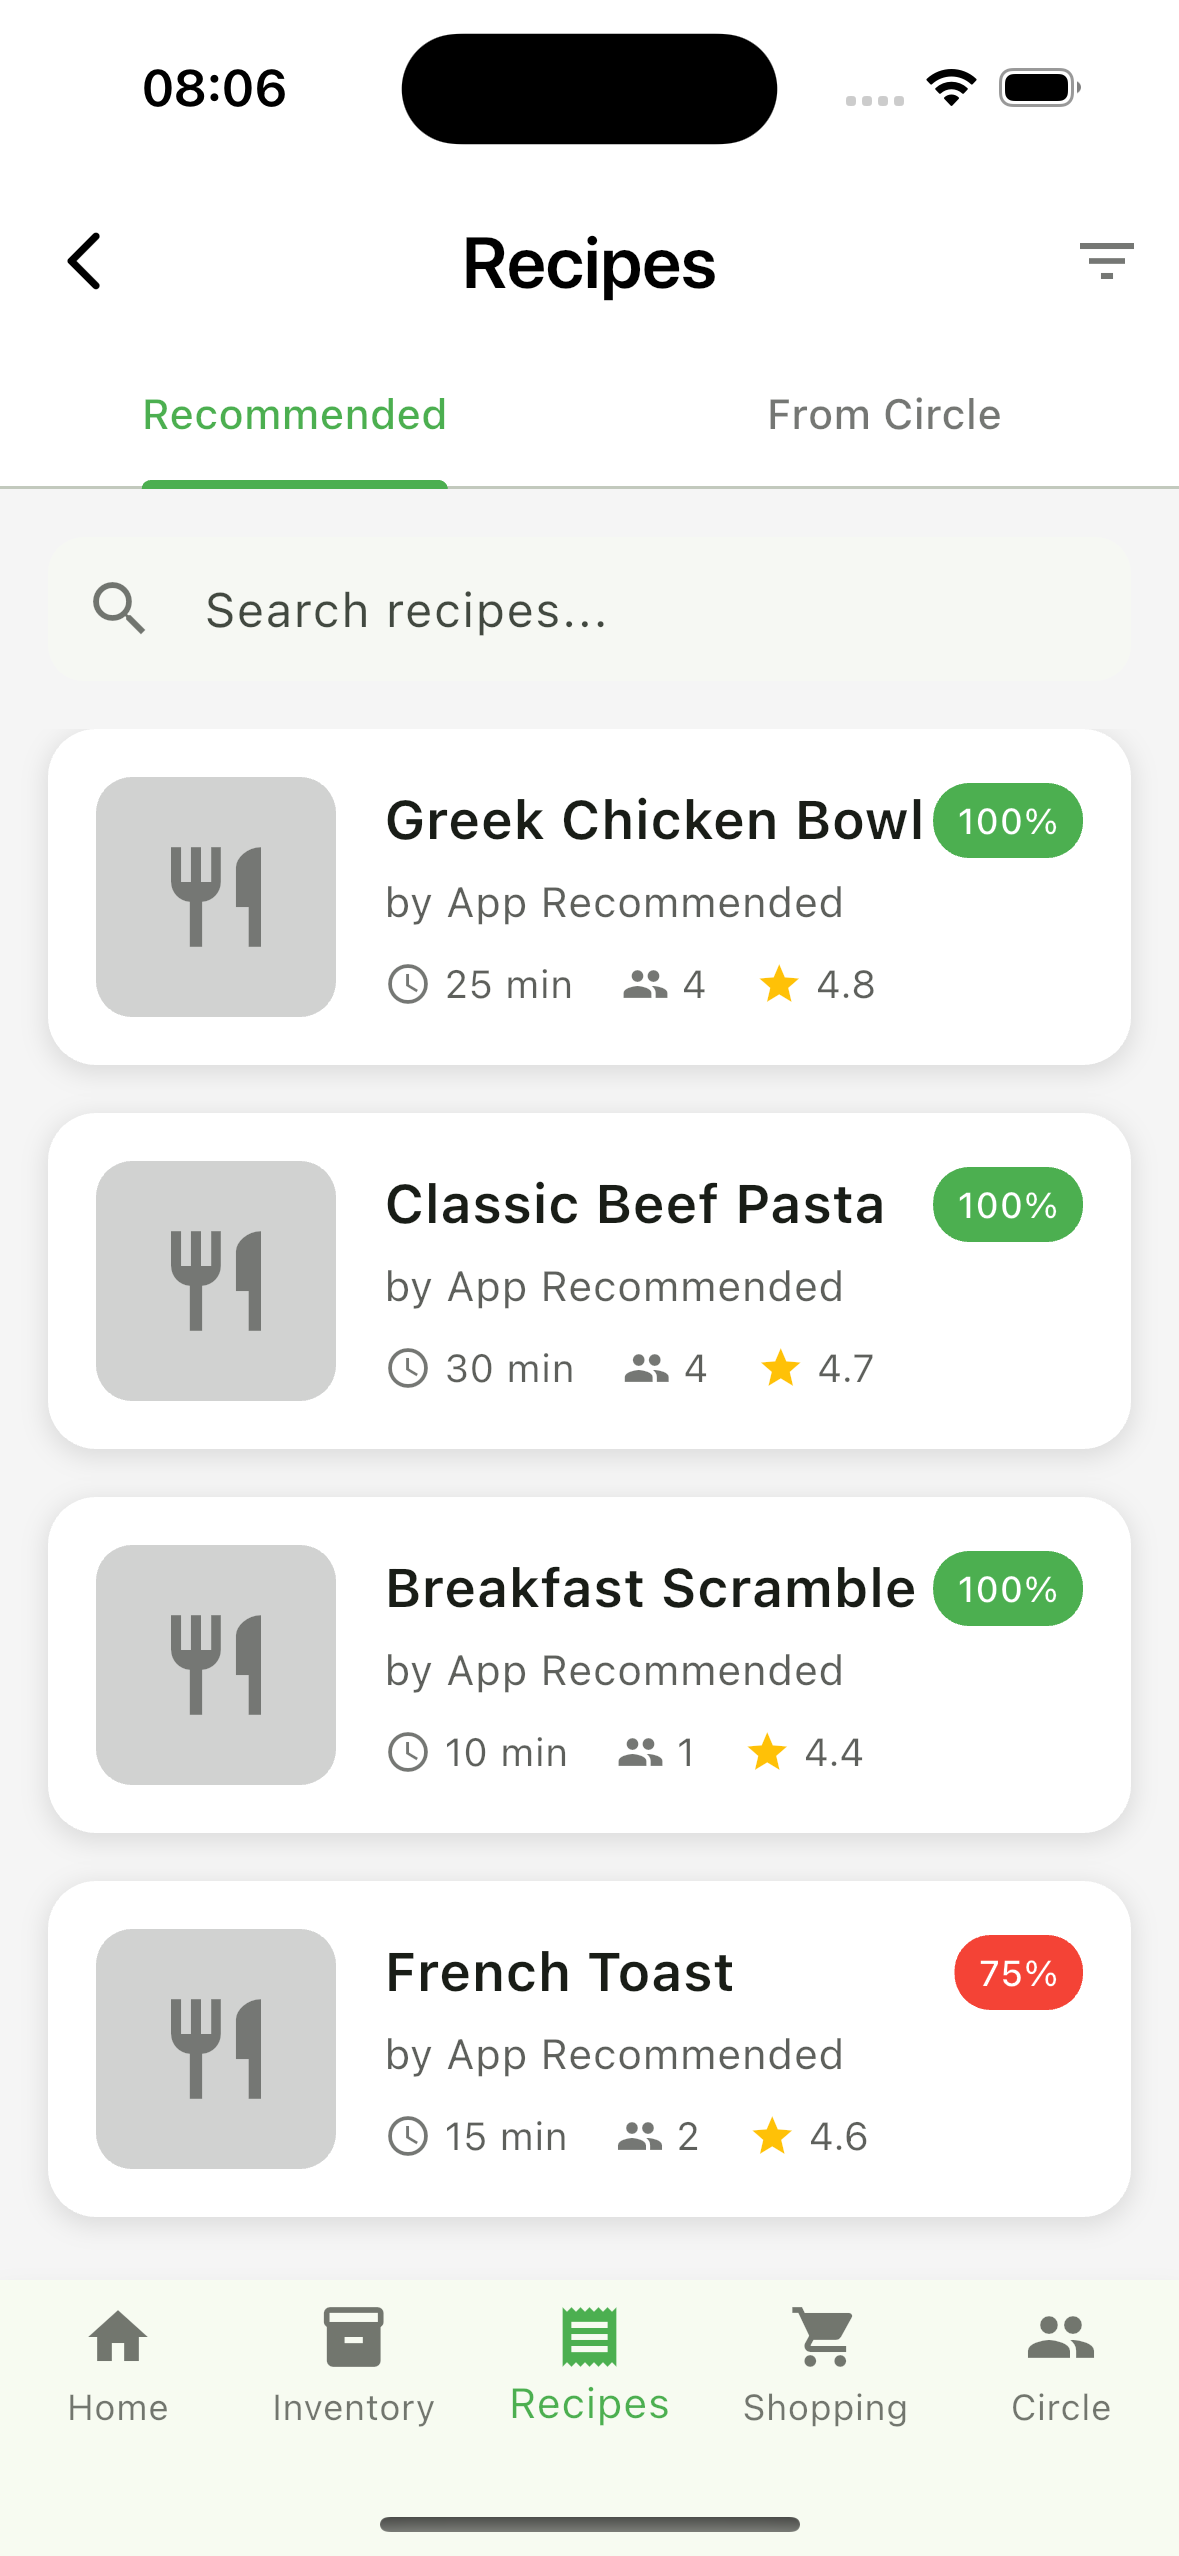 08:06
Recipes
Recommended
From Circle
Search recipes...
Greek Chicken Bowl
100%
by App Recommended
25 min 4 4.8
Classic Beef Pasta
100%
by App Recommended
30 min 4 4.7
Breakfast Scramble
100%
by App Recommended
10 min 1 4.4
French Toast
75%
by App Recommended
15 min 2 4.6
Home
Inventory
Recipes
Shopping
Circle